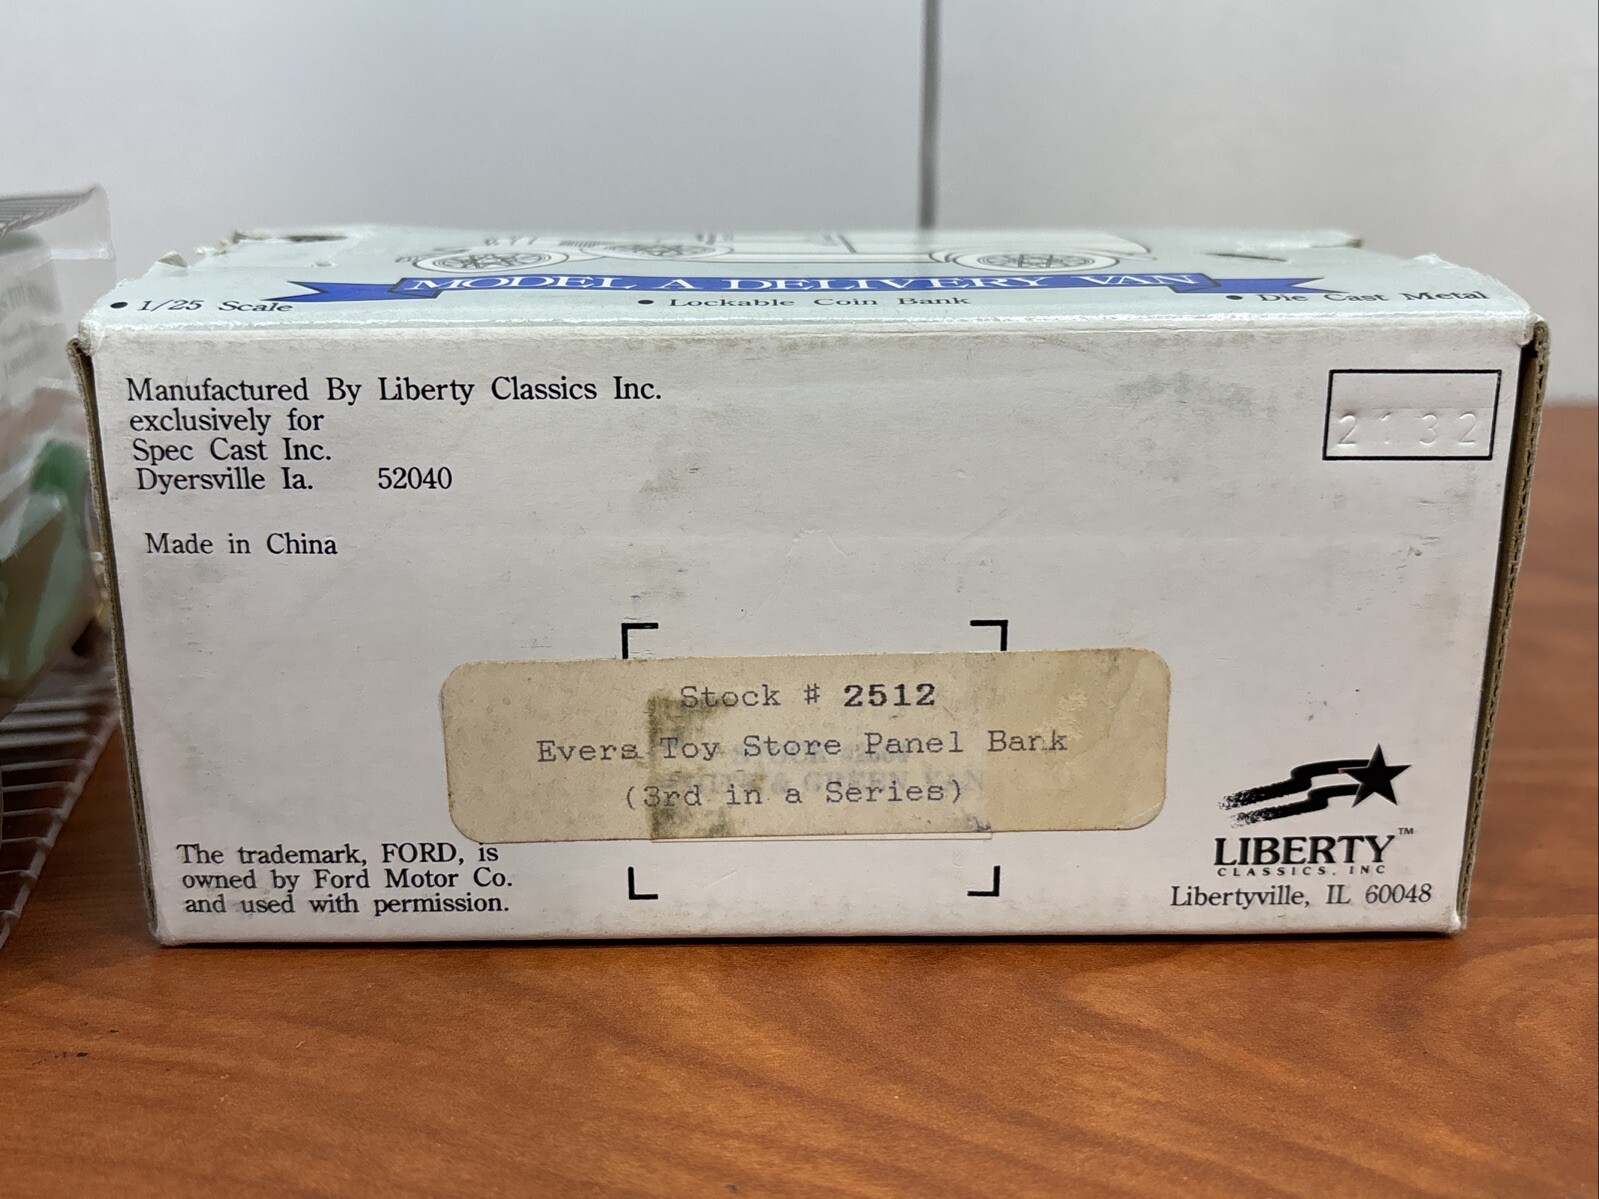 MODEL A DELIVERY VAN
• 1/25 Scale • Lockable Coin Bank • Die Cast Metal
Manufactured By Liberty Classics Inc.
exclusively for
Spec Cast Inc.
Dyersville Ia. 52040
Made in China
2132
Stock # 2512
Evers Toy Store Panel Bank
(3rd in a Series)
& GREEN VAN
The trademark, FORD, is
owned by Ford Motor Co.
and used with permission.
LIBERTY™
CLASSICS, INC
Libertyville, IL 60048